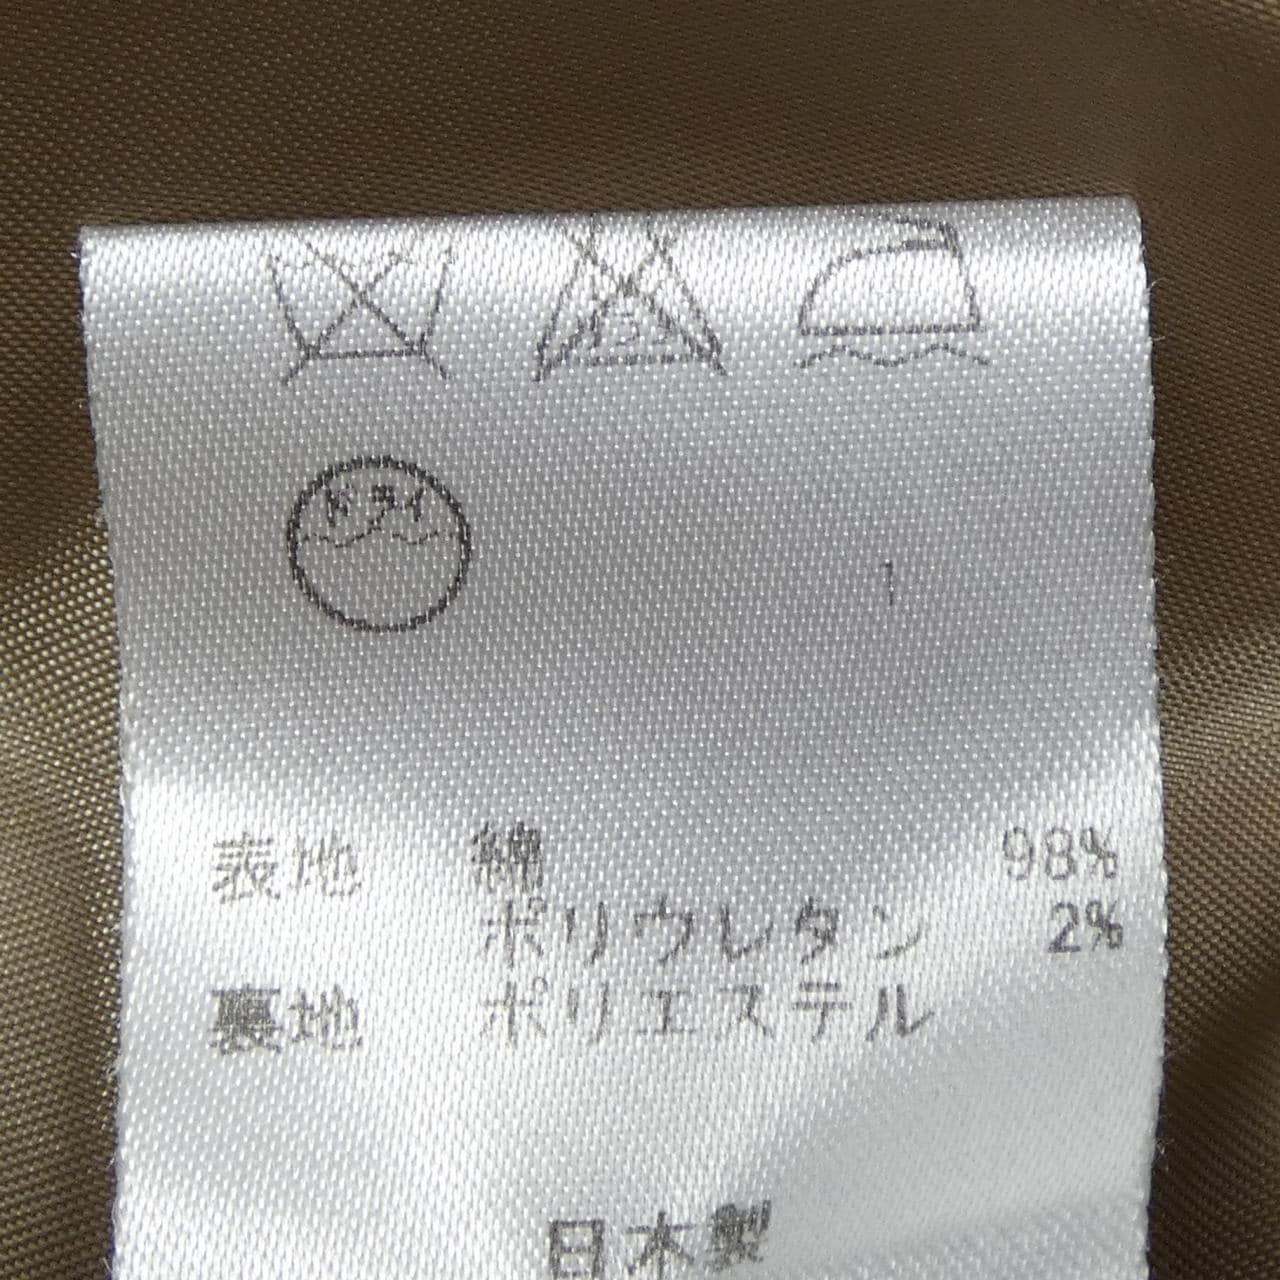 ドライ
1
表地 綿 98%
ポリウレタン 2%
裏地 ポリエステル
日本製